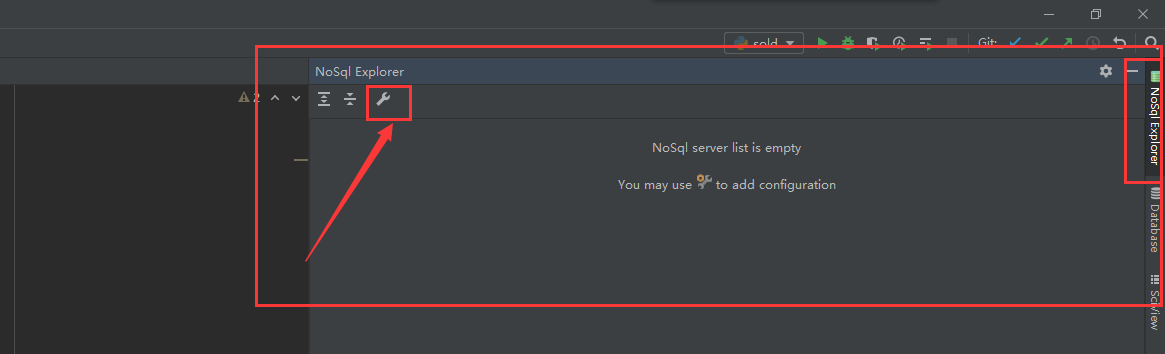 sold
Git:
NoSql Explorer
2
NoSql server list is empty
You may use to add configuration
NoSql Explorer
Database
SciView